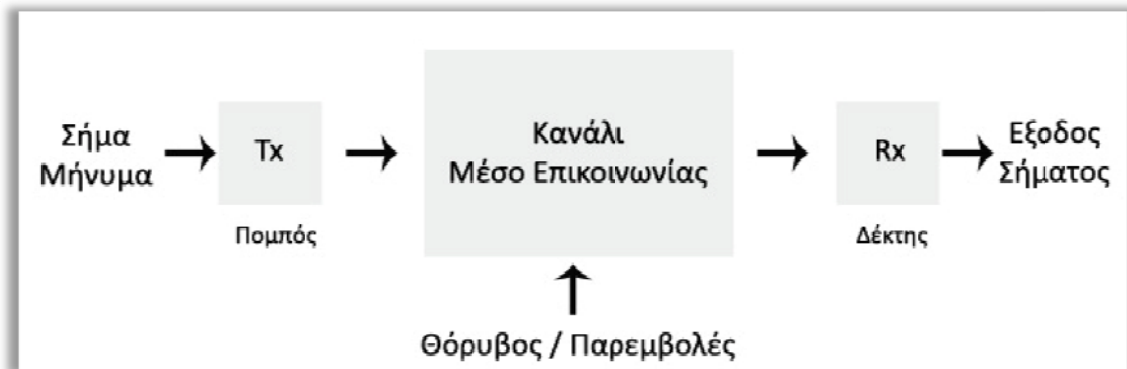 Σήμα
Μήνυμα
Tx
Πομπός
Κανάλι
Μέσο Επικοινωνίας
Rx
Δέκτης
Εξοδος
Σήματος
Θόρυβος / Παρεμβολές